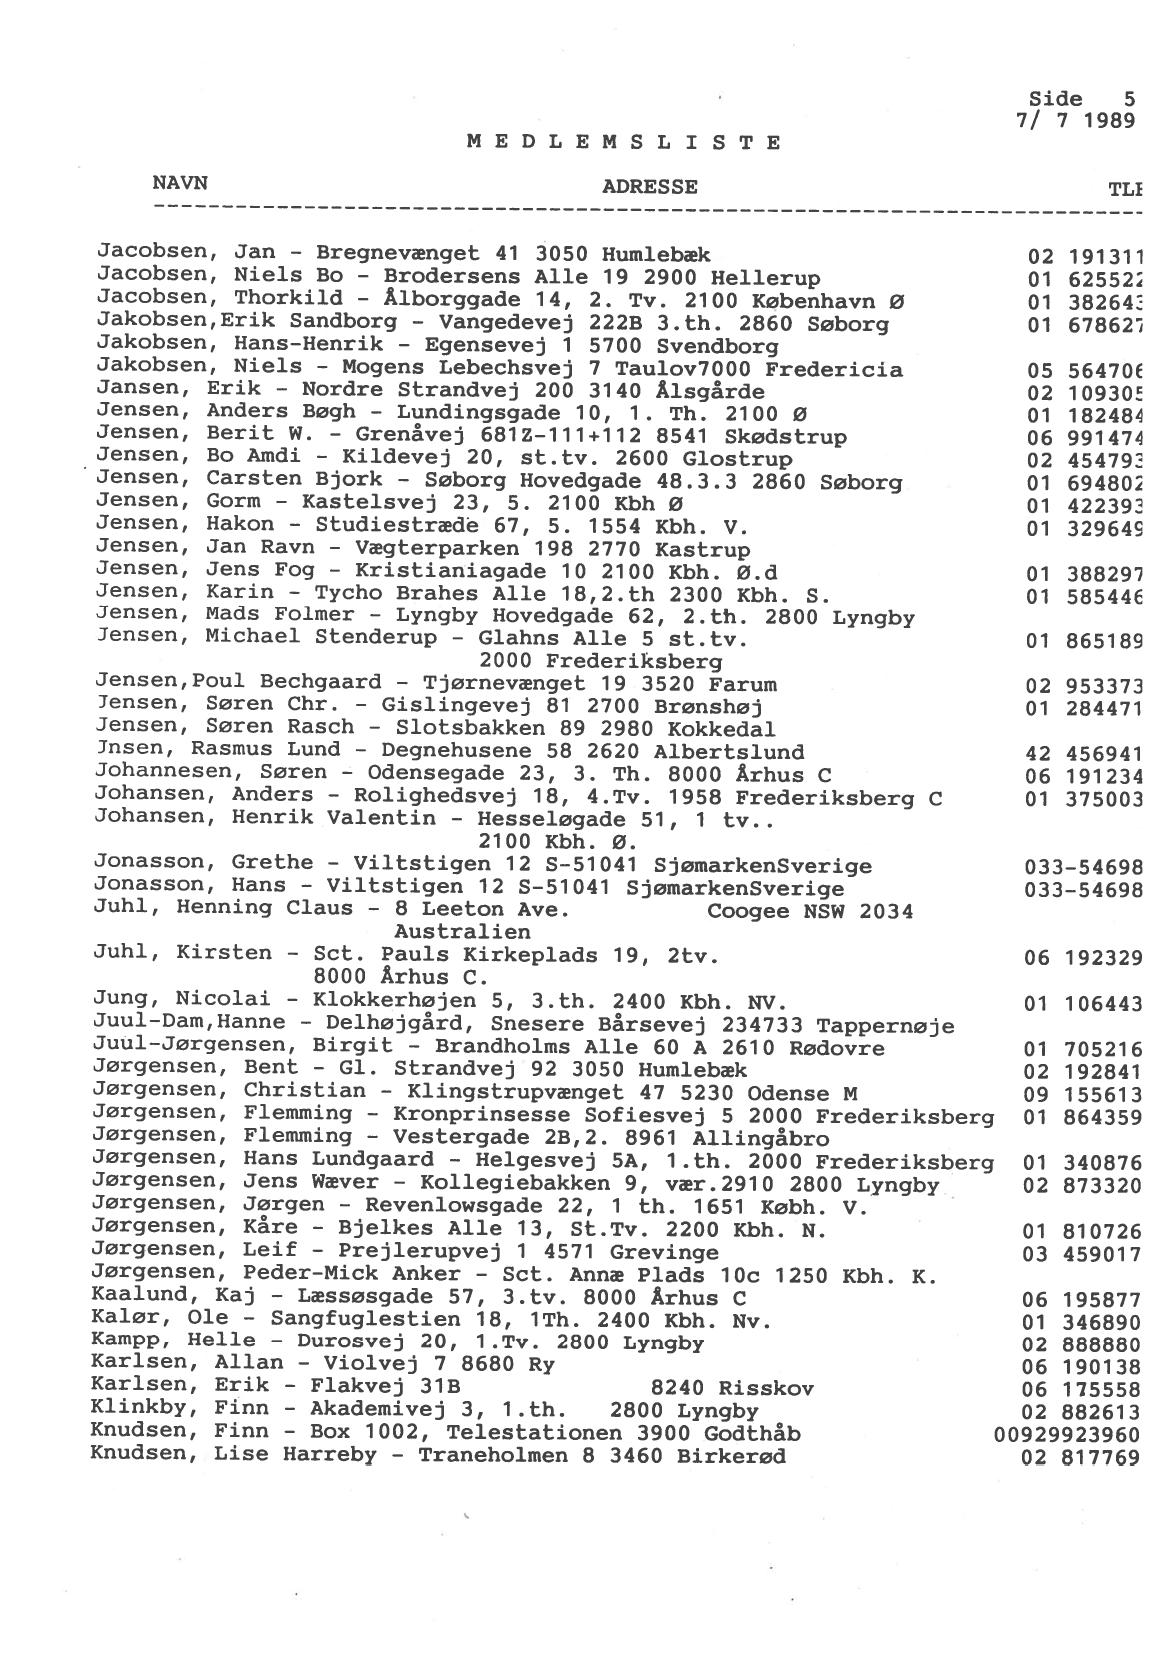 Side 5
7/ 7 1989
M E D L E M S L I S T E
NAVN ADRESSE
Jacobsen, Jan - Bregnevænget 41 3050 Humlebæk 02 191311
Jacobsen, Niels Bo - Brodersens Alle 19 2900 Hellerup 01 625522
Jacobsen, Thorkild - Ålborggade 14, 2. Tv. 2100 København Ø 01 382643
Jakobsen,Erik Sandborg - Vangedevej 222B 3.th. 2860 Søborg 01 678627
Jakobsen, Hans-Henrik - Egensevej 1 5700 Svendborg
Jakobsen, Niels - Mogens Lebechsvej 7 Taulov7000 Fredericia 05 564706
Jansen, Erik - Nordre Strandvej 200 3140 Ålsgårde 02 109305
Jensen, Anders Bøgh - Lundingsgade 10, 1. Th. 2100 Ø 01 182484
Jensen, Berit W. - Grenåvej 681Z-111+112 8541 Skødstrup 06 991474
Jensen, Bo Amdi - Kildevej 20, st.tv. 2600 Glostrup 02 454793
Jensen, Carsten Bjork - Søborg Hovedgade 48.3.3 2860 Søborg 01 694802
Jensen, Gorm - Kastelsvej 23, 5. 2100 Kbh Ø 01 422393
Jensen, Hakon - Studiestræde 67, 5. 1554 Kbh. V. 01 329649
Jensen, Jan Ravn - Vægterparken 198 2770 Kastrup
Jensen, Jens Fog - Kristianiagade 10 2100 Kbh. Ø.d 01 388297
Jensen, Karin - Tycho Brahes Alle 18,2.th 2300 Kbh. S. 01 585446
Jensen, Mads Folmer - Lyngby Hovedgade 62, 2.th. 2800 Lyngby
Jensen, Michael Stenderup - Glahns Alle 5 st.tv. 01 865189
2000 Frederiksberg
Jensen,Poul Bechgaard - Tjørnevænget 19 3520 Farum 02 953373
Jensen, Søren Chr. - Gislingevej 81 2700 Brønshøj 01 284471
Jensen, Søren Rasch - Slotsbakken 89 2980 Kokkedal
Jnsen, Rasmus Lund - Degnehusene 58 2620 Albertslund 42 456941
Johannesen, Søren - Odensegade 23, 3. Th. 8000 Århus C 06 191234
Johansen, Anders - Rolighedsvej 18, 4.Tv. 1958 Frederiksberg C 01 375003
Johansen, Henrik Valentin - Hesseløgade 51, 1 tv..
2100 Kbh. Ø.
Jonasson, Grethe - Viltstigen 12 S-51041 SjømarkenSverige 033-54698
Jonasson, Hans - Viltstigen 12 S-51041 SjømarkenSverige 033-54698
Juhl, Henning Claus - 8 Leeton Ave. Coogee NSW 2034
Australien
Juhl, Kirsten - Sct. Pauls Kirkeplads 19, 2tv. 06 192329
8000 Århus C.
Jung, Nicolai - Klokkerhøjen 5, 3.th. 2400 Kbh. NV. 01 106443
Juul-Dam,Hanne - Delhøjgård, Snesere Bårsevej 234733 Tappernøje
Juul-Jørgensen, Birgit - Brandholms Alle 60 A 2610 Rødovre 01 705216
Jørgensen, Bent - Gl. Strandvej 92 3050 Humlebæk 02 192841
Jørgensen, Christian - Klingstrupvænget 47 5230 Odense M 09 155613
Jørgensen, Flemming - Kronprinsesse Sofiesvej 5 2000 Frederiksberg 01 864359
Jørgensen, Flemming - Vestergade 2B,2. 8961 Allingåbro
Jørgensen, Hans Lundgaard - Helgesvej 5A, 1.th. 2000 Frederiksberg 01 340876
Jørgensen, Jens Wæver - Kollegiebakken 9, vær.2910 2800 Lyngby 02 873320
Jørgensen, Jørgen - Revenlowsgade 22, 1 th. 1651 Købh. V.
Jørgensen, Kåre - Bjelkes Alle 13, St.Tv. 2200 Kbh. N. 01 810726
Jørgensen, Leif - Prejlerupvej 1 4571 Grevinge 03 459017
Jørgensen, Peder-Mick Anker - Sct. Annæ Plads 10c 1250 Kbh. K.
Kaalund, Kaj - Læssøsgade 57, 3.tv. 8000 Århus C 06 195877
Kalør, Ole - Sangfuglestien 18, 1Th. 2400 Kbh. Nv. 01 346890
Kampp, Helle - Durosvej 20, 1.Tv. 2800 Lyngby 02 888880
Karlsen, Allan - Violvej 7 8680 Ry 06 190138
Karlsen, Erik - Flakvej 31B 8240 Risskov 06 175558
Klinkby, Finn - Akademivej 3, 1.th. 2800 Lyngby 02 882613
Knudsen, Finn - Box 1002, Telestationen 3900 Godthåb 00929923960
Knudsen, Lise Harreby - Traneholmen 8 3460 Birkerød 02 817769